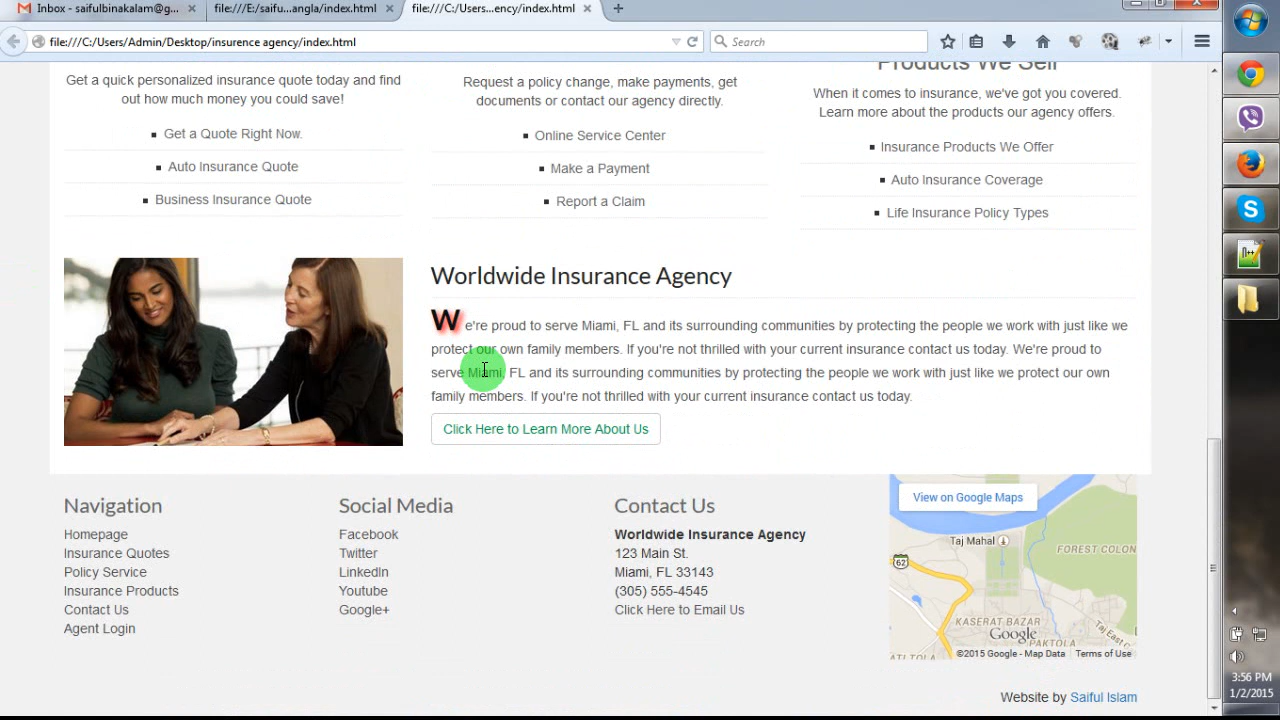 Inbox - saifulbinakalam@g...
file:///E:/saifu...angla/index.html
file:///C:/Users...ency/index.html
file:///C:/Users/Admin/Desktop/insurence agency/index.html
Search
Get a quick personalized insurance quote today and find
out how much money you could save!
Get a Quote Right Now.
Auto Insurance Quote
Business Insurance Quote
Request a policy change, make payments, get
documents or contact our agency directly.
Online Service Center
Make a Payment
Report a Claim
Products We Sell
When it comes to insurance, we've got you covered.
Learn more about the products our agency offers.
Insurance Products We Offer
Auto Insurance Coverage
Life Insurance Policy Types
Worldwide Insurance Agency
We're proud to serve Miami, FL and its surrounding communities by protecting the people we work with just like we
protect our own family members. If you're not thrilled with your current insurance contact us today. We're proud to
serve Miami, FL and its surrounding communities by protecting the people we work with just like we protect our own
family members. If you're not thrilled with your current insurance contact us today.
Click Here to Learn More About Us
Navigation
Homepage
Insurance Quotes
Policy Service
Insurance Products
Contact Us
Agent Login
Social Media
Facebook
Twitter
LinkedIn
Youtube
Google+
Contact Us
Worldwide Insurance Agency
123 Main St.
Miami, FL 33143
(305) 555-4545
Click Here to Email Us
View on Google Maps
Taj Mahal
FOREST COLON
62
KASERAT BAZAR
Google
PAKTOLA
Taj East
©2015 Google - Map Data
Terms of Use
Website by Saiful Islam
3:56 PM
1/2/2015